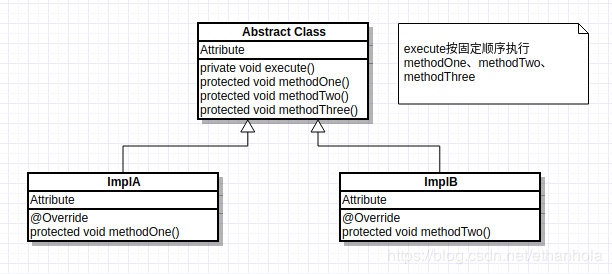 Abstract Class
Attribute
private void execute()
protected void methodOne()
protected void methodTwo()
protected void methodThree()
execute按固定顺序执行
methodOne、methodTwo、
methodThree
ImplA
Attribute
@Override
protected void methodOne()
ImplB
Attribute
@Override
protected void methodTwo()
https://blog.csdn.net/ethanhola